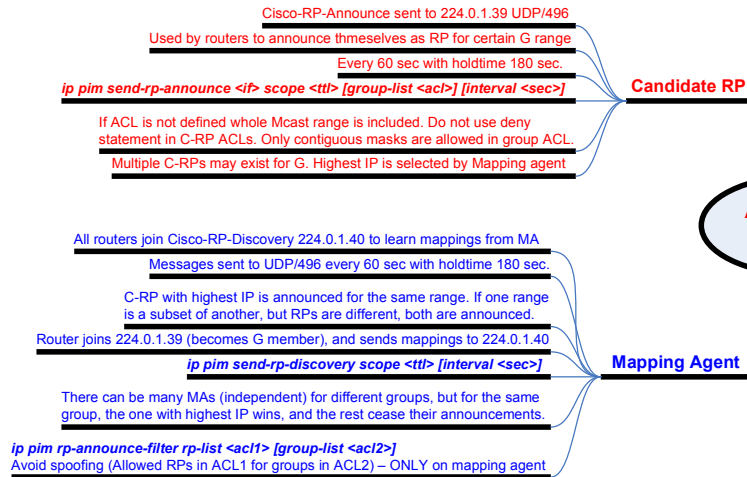 Cisco-RP-Announce sent to 224.0.1.39 UDP/496
Used by routers to announce thmeselves as RP for certain G range
Every 60 sec with holdtime 180 sec.
ip pim send-rp-announce <if> scope <ttl> [group-list <acl>] [interval <sec>]
If ACL is not defined whole Mcast range is included. Do not use deny
statement in C-RP ACLs. Only contiguous masks are allowed in group ACL.
Multiple C-RPs may exist for G. Highest IP is selected by Mapping agent
Candidate RP
All routers join Cisco-RP-Discovery 224.0.1.40 to learn mappings from MA
Messages sent to UDP/496 every 60 sec with holdtime 180 sec.
C-RP with highest IP is announced for the same range. If one range
is a subset of another, but RPs are different, both are announced.
Router joins 224.0.1.39 (becomes G member), and sends mappings to 224.0.1.40
ip pim send-rp-discovery scope <ttl> [interval <sec>]
There can be many MAs (independent) for different groups, but for the same
group, the one with highest IP wins, and the rest cease their announcements.
ip pim rp-announce-filter rp-list <acl1> [group-list <acl2>]
Avoid spoofing (Allowed RPs in ACL1 for groups in ACL2) – ONLY on mapping agent
Mapping Agent